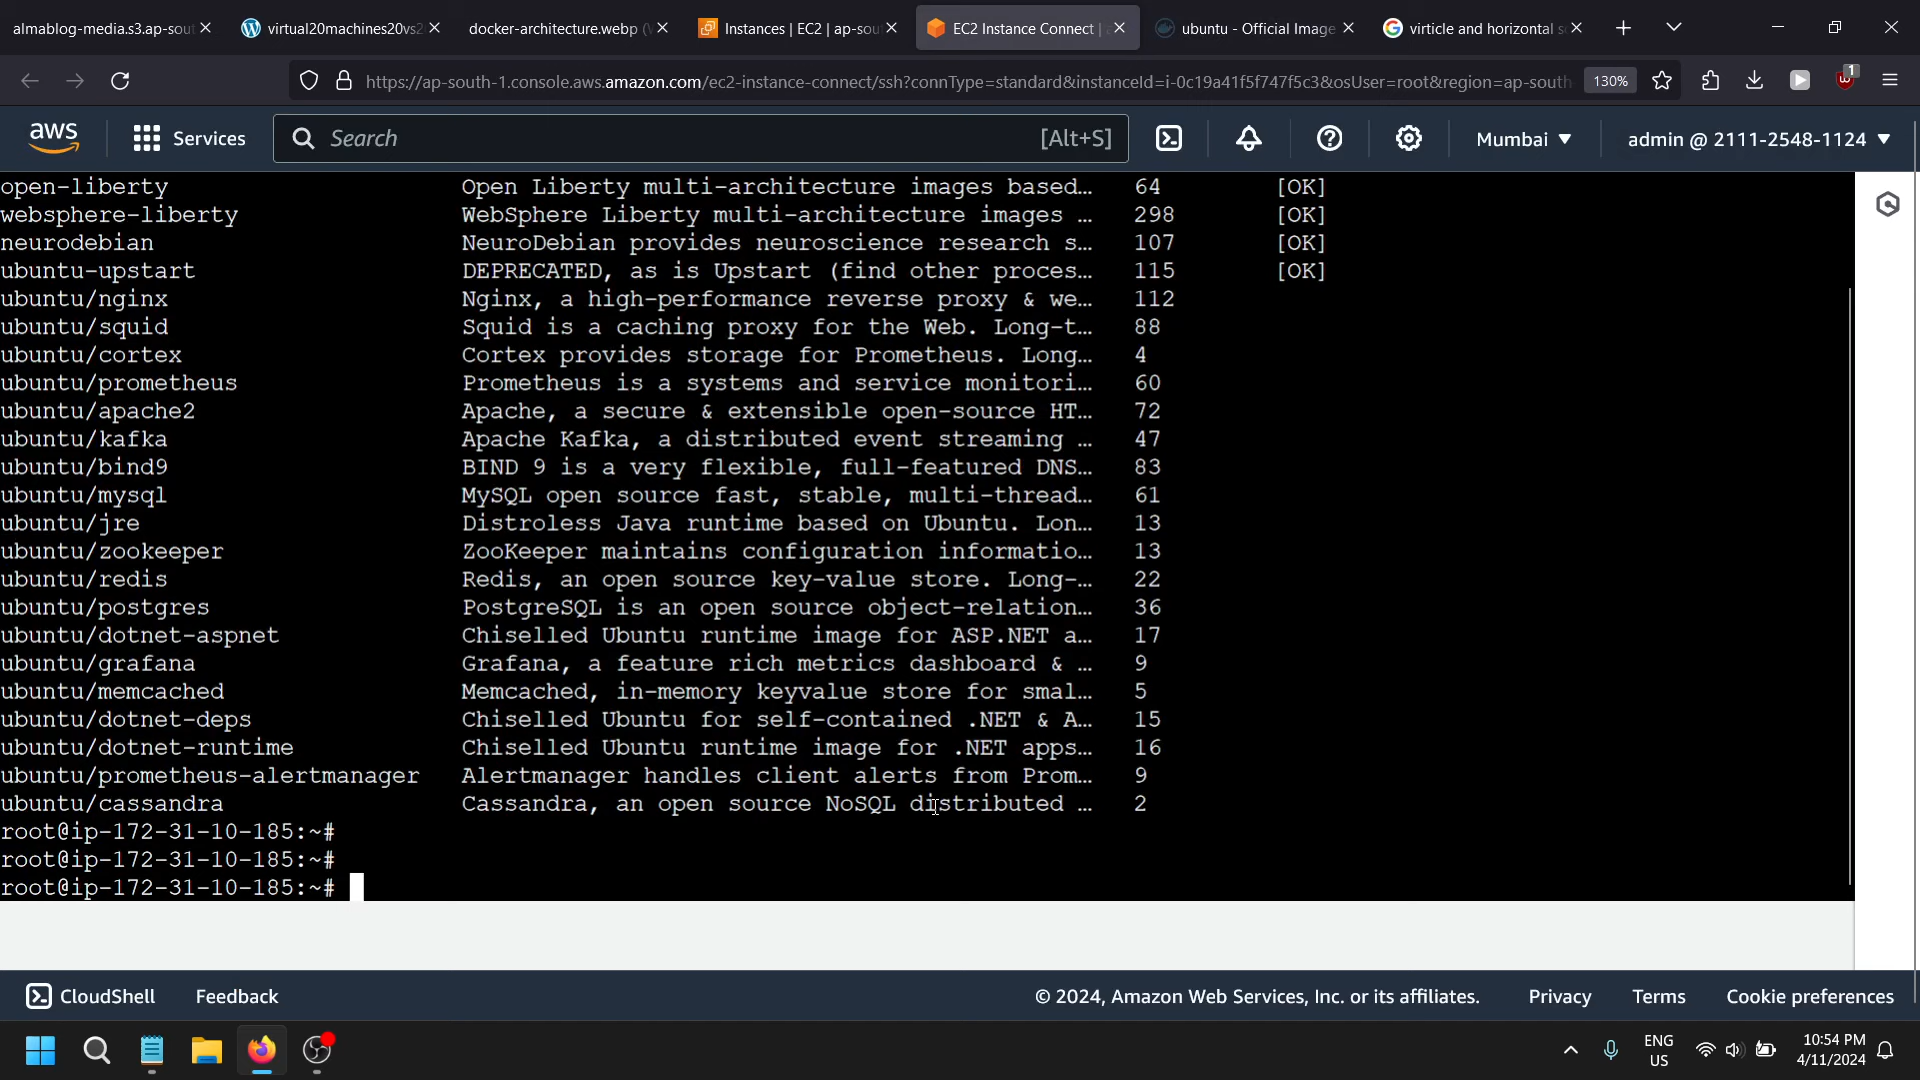 almablog-media.s3.ap-sou
virtual20machines20vs2
docker-architecture.webp (
Instances | EC2 | ap-sou
EC2 Instance Connect |
ubuntu - Official Image
virticle and horizontal s
https://ap-south-1.console.aws.amazon.com/ec2-instance-connect/ssh?connType=standard&instanceId=i-0c19a41f5f747f5c3&osUser=root&region=ap-south
130%
1
aws
Services
Search
[Alt+S]
Mumbai
admin @ 2111-2548-1124
open-liberty Open Liberty multi-architecture images based… 64 [OK]
websphere-liberty WebSphere Liberty multi-architecture images … 298 [OK]
neurodebian NeuroDebian provides neuroscience research s… 107 [OK]
ubuntu-upstart DEPRECATED, as is Upstart (find other proces… 115 [OK]
ubuntu/nginx Nginx, a high-performance reverse proxy & we… 112
ubuntu/squid Squid is a caching proxy for the Web. Long-t… 88
ubuntu/cortex Cortex provides storage for Prometheus. Long… 4
ubuntu/prometheus Prometheus is a systems and service monitori… 60
ubuntu/apache2 Apache, a secure & extensible open-source HT… 72
ubuntu/kafka Apache Kafka, a distributed event streaming … 47
ubuntu/bind9 BIND 9 is a very flexible, full-featured DNS… 83
ubuntu/mysql MySQL open source fast, stable, multi-thread… 61
ubuntu/jre Distroless Java runtime based on Ubuntu. Lon… 13
ubuntu/zookeeper ZooKeeper maintains configuration informatio… 13
ubuntu/redis Redis, an open source key-value store. Long-… 22
ubuntu/postgres PostgreSQL is an open source object-relation… 36
ubuntu/dotnet-aspnet Chiselled Ubuntu runtime image for ASP.NET a… 17
ubuntu/grafana Grafana, a feature rich metrics dashboard & … 9
ubuntu/memcached Memcached, in-memory keyvalue store for smal… 5
ubuntu/dotnet-deps Chiselled Ubuntu for self-contained .NET & A… 15
ubuntu/dotnet-runtime Chiselled Ubuntu runtime image for .NET apps… 16
ubuntu/prometheus-alertmanager Alertmanager handles client alerts from Prom… 9
ubuntu/cassandra Cassandra, an open source NoSQL distributed … 2
root@ip-172-31-10-185:~#
root@ip-172-31-10-185:~#
root@ip-172-31-10-185:~#
CloudShell
Feedback
© 2024, Amazon Web Services, Inc. or its affiliates.
Privacy
Terms
Cookie preferences
ENG
US
10:54 PM
4/11/2024